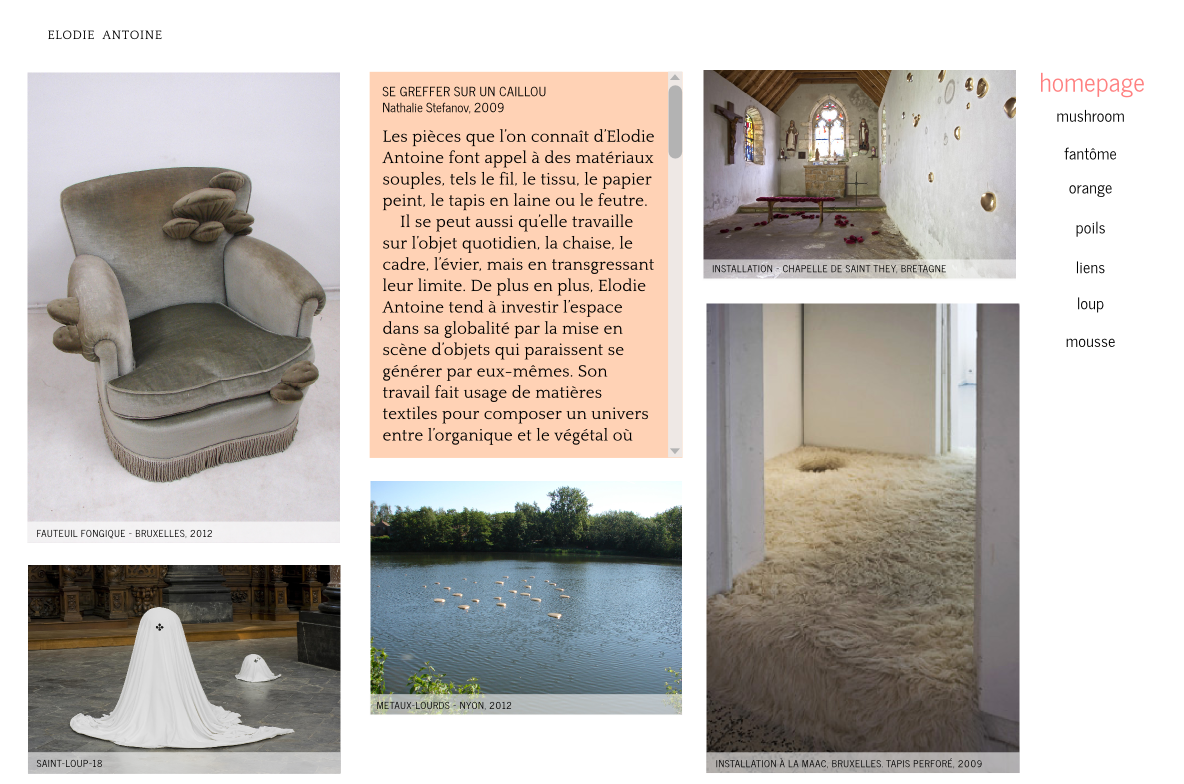 ELODIE ANTOINE
FAUTEUIL FONGIQUE - BRUXELLES, 2012
SAINT-LOUP-18
SE GREFFER SUR UN CAILLOU
Nathalie Stefanov, 2009
Les pièces que l'on connaît d'Elodie
Antoine font appel à des matériaux
souples, tels le fil, le tissu, le papier
peint, le tapis en laine ou le feutre.
Il se peut aussi qu'elle travaille
sur l'objet quotidien, la chaise, le
cadre, l'évier, mais en transgressant
leur limite. De plus en plus, Elodie
Antoine tend à investir l'espace
dans sa globalité par la mise en
scène d'objets qui paraissent se
générer par eux-mêmes. Son
travail fait usage de matières
textiles pour composer un univers
entre l'organique et le végétal où
METAUX-LOURDS - NYON, 2012
INSTALLATION - CHAPELLE DE SAINT THEY, BRETAGNE
INSTALLATION À LA MAAC, BRUXELLES. TAPIS PERFORÉ, 2009
homepage
mushroom
fantôme
orange
poils
liens
loup
mousse